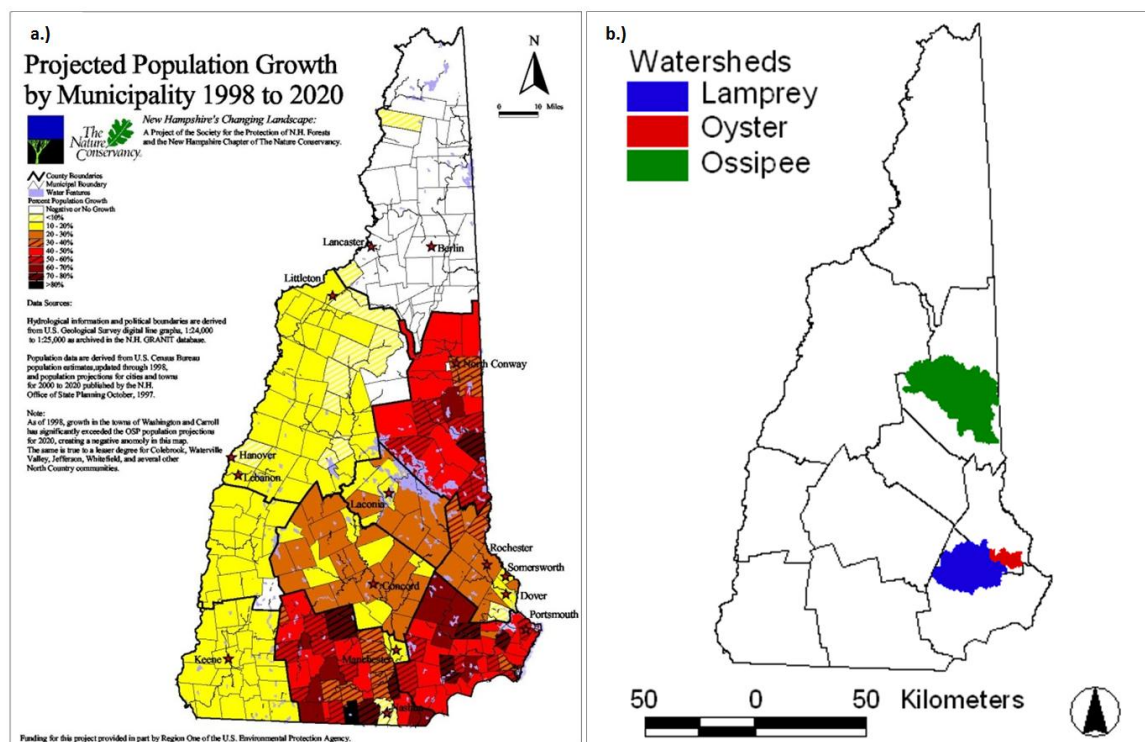 a.)
Projected Population Growth
by Municipality 1998 to 2020
N
0 10 Miles
The
Nature
Conservancy.
New Hampshire's Changing Landscape:
A Project of the Society for the Protection of N.H. Forests
and the New Hampshire Chapter of The Nature Conservancy.
County Boundaries
Municipal Boundary
Water Features
Percent Population Growth
Negative or No Growth
<10%
10 - 20%
20 - 30%
30 - 40%
40 - 50%
50 - 60%
60 - 70%
70 - 80%
>80%
Data Sources:
Hydrological information and political boundaries are derived
from U.S. Geological Survey digital line graphs, 1:24,000
to 1:25,000 as archived in the N.H. GRANIT database.
Population data are derived from U.S. Census Bureau
population estimates,updated through 1998,
and population projections for cities and towns
for 2000 to 2020 published by the N.H.
Office of State Planning October, 1997.
Note:
As of 1998, growth in the towns of Washington and Carroll
has significantly exceeded the OSP population projections
for 2020, creating a negative anomoly in this map.
The same is true to a lesser degree for Colebrook, Waterville
Valley, Jefferson, Whitefield, and several other
North Country communities.
Lancaster
Berlin
Littleton
North Conway
Hanover
Lebanon
Laconia
Rochester
Somersworth
Concord
Dover
Portsmouth
Manchester
Keene
Nashua
Funding for this project provided in part by Region One of the U.S. Environmental Protection Agency.
b.)
Watersheds
Lamprey
Oyster
Ossipee
50 0 50 Kilometers